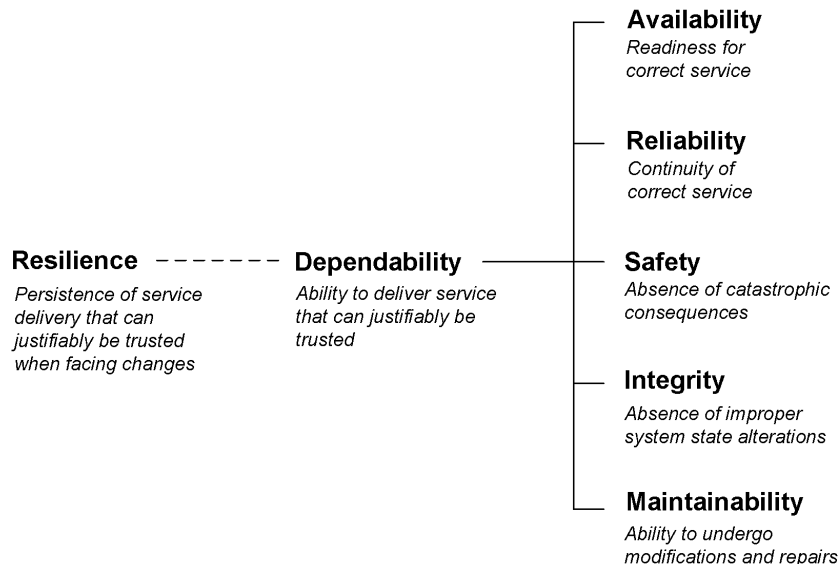 Availability
Readiness for
correct service
Reliability
Continuity of
correct service
Resilience
Persistence of service
delivery that can
justifiably be trusted
when facing changes
Dependability
Ability to deliver service
that can justifiably be
trusted
Safety
Absence of catastrophic
consequences
Integrity
Absence of improper
system state alterations
Maintainability
Ability to undergo
modifications and repairs